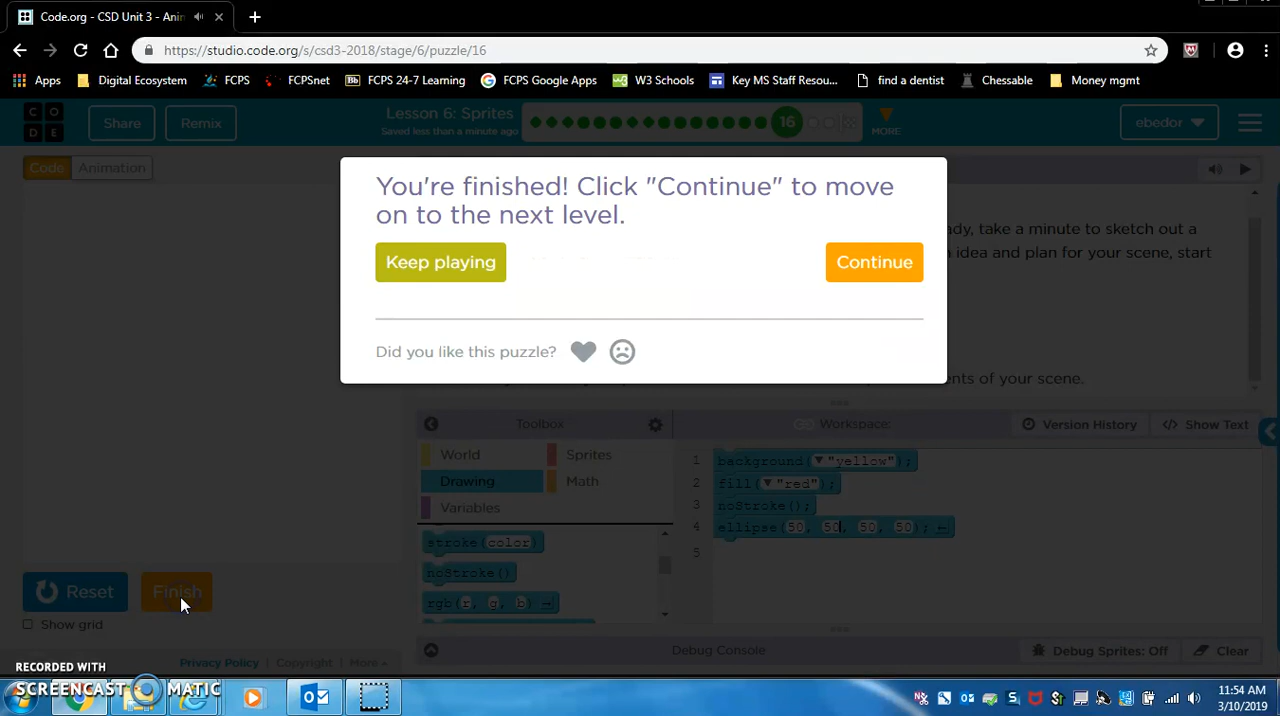 Code.org - CSD Unit 3 - Anin
https://studio.code.org/s/csd3-2018/stage/6/puzzle/16
Apps Digital Ecosystem FCPS FCPSnet Bb FCPS 24-7 Learning FCPS Google Apps W3 Schools Key MS Staff Resou... find a dentist Chessable Money mgmt
C O D E Share Remix Lesson 6: Sprites 16 MORE ebedor
Saved less than a minute ago
Code Animation
You're finished! Click "Continue" to move
on to the next level.
dy, take a minute to sketch out a
idea and plan for your scene, start
Keep playing Continue
Did you like this puzzle?
ents of your scene.
Toolbox Workspace: Version History </> Show Text
World Sprites
Drawing Math
Variables
stroke(color)
noStroke()
rgb(r, g, b)
1 background("yellow");
2 fill("red");
3 noStroke();
4 ellipse(50, 50, 50, 50);
5
Reset Finish
Show grid
Debug Console Debug Sprites: Off Clear
Privacy Policy | Copyright | More
RECORDED WITH
SCREENCAST MATIC
11:54 AM
3/10/2019